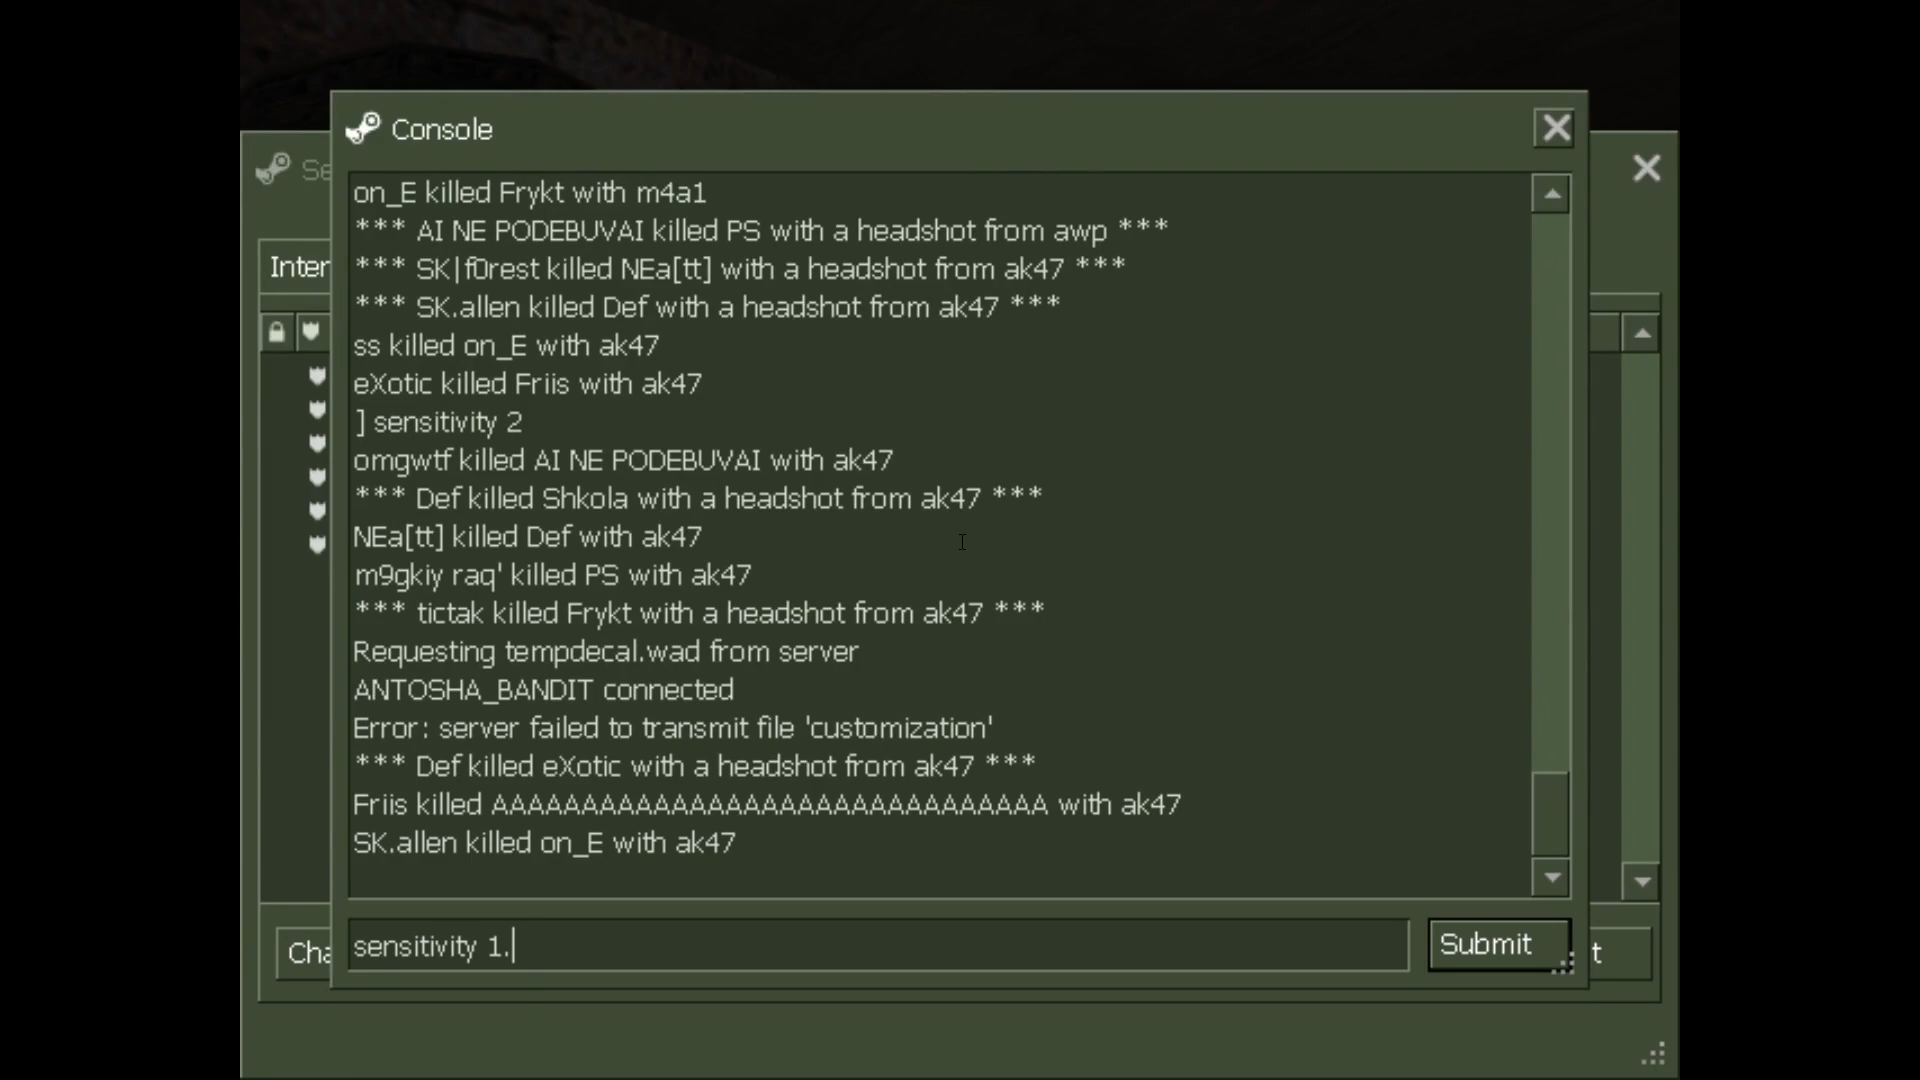 Console
Se
Inter
on_E killed Frykt with m4a1
*** AI NE PODEBUVAI killed PS with a headshot from awp ***
*** SK|f0rest killed NEa[tt] with a headshot from ak47 ***
*** SK.allen killed Def with a headshot from ak47 ***
ss killed on_E with ak47
eXotic killed Friis with ak47
] sensitivity 2
omgwtf killed AI NE PODEBUVAI with ak47
*** Def killed Shkola with a headshot from ak47 ***
NEa[tt] killed Def with ak47
m9gkiy raq' killed PS with ak47
*** tictak killed Frykt with a headshot from ak47 ***
Requesting tempdecal.wad from server
ANTOSHA_BANDIT connected
Error: server failed to transmit file 'customization'
*** Def killed eXotic with a headshot from ak47 ***
Friis killed AAAAAAAAAAAAAAAAAAAAAAAAAAAAAAA with ak47
SK.allen killed on_E with ak47
sensitivity 1.
Submit
Cha
t